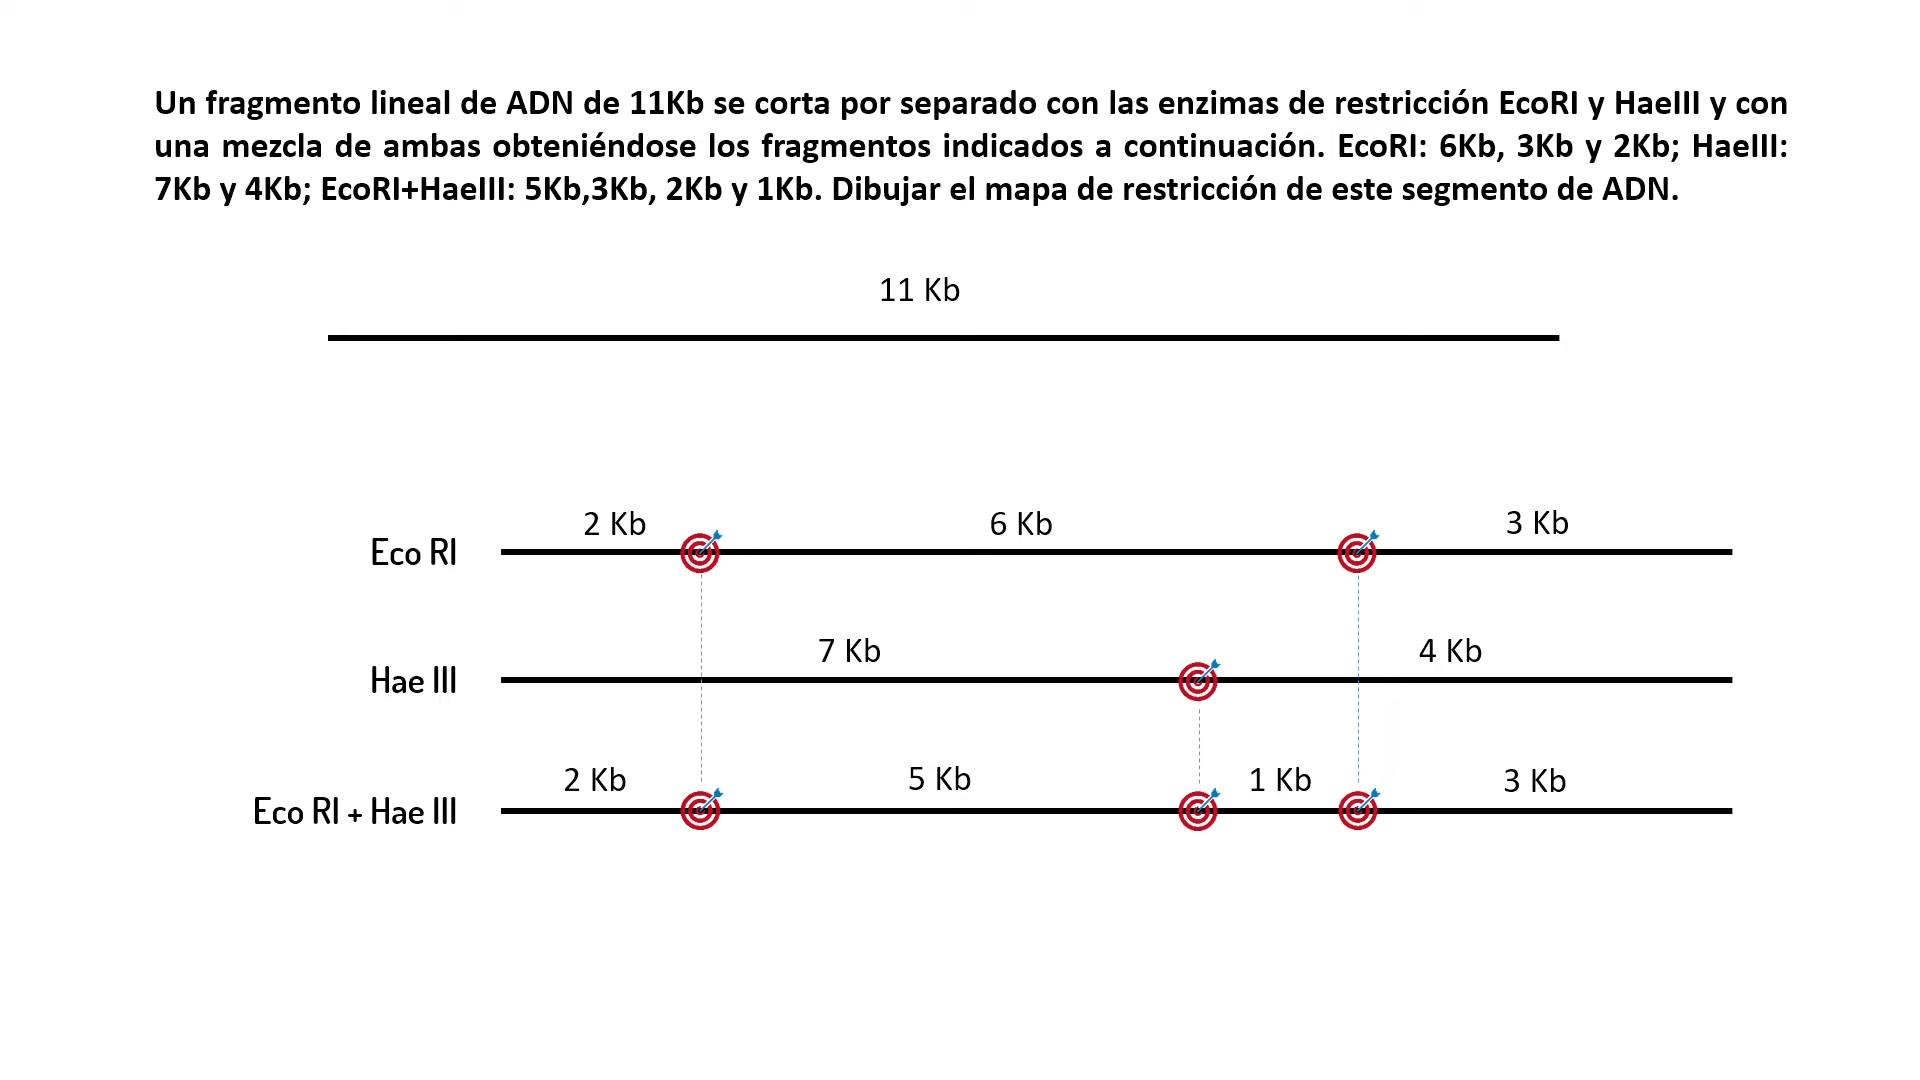 Un fragmento lineal de ADN de 11Kb se corta por separado con las enzimas de restricción EcoRI y HaeIII y con
una mezcla de ambas obteniéndose los fragmentos indicados a continuación. EcoRI: 6Kb, 3Kb y 2Kb; HaeIII:
7Kb y 4Kb; EcoRI+HaeIII: 5Kb,3Kb, 2Kb y 1Kb. Dibujar el mapa de restricción de este segmento de ADN.
11 Kb
2 Kb 6 Kb 3 Kb
Eco RI
7 Kb 4 Kb
Hae III
2 Kb 5 Kb 1 Kb 3 Kb
Eco RI + Hae III